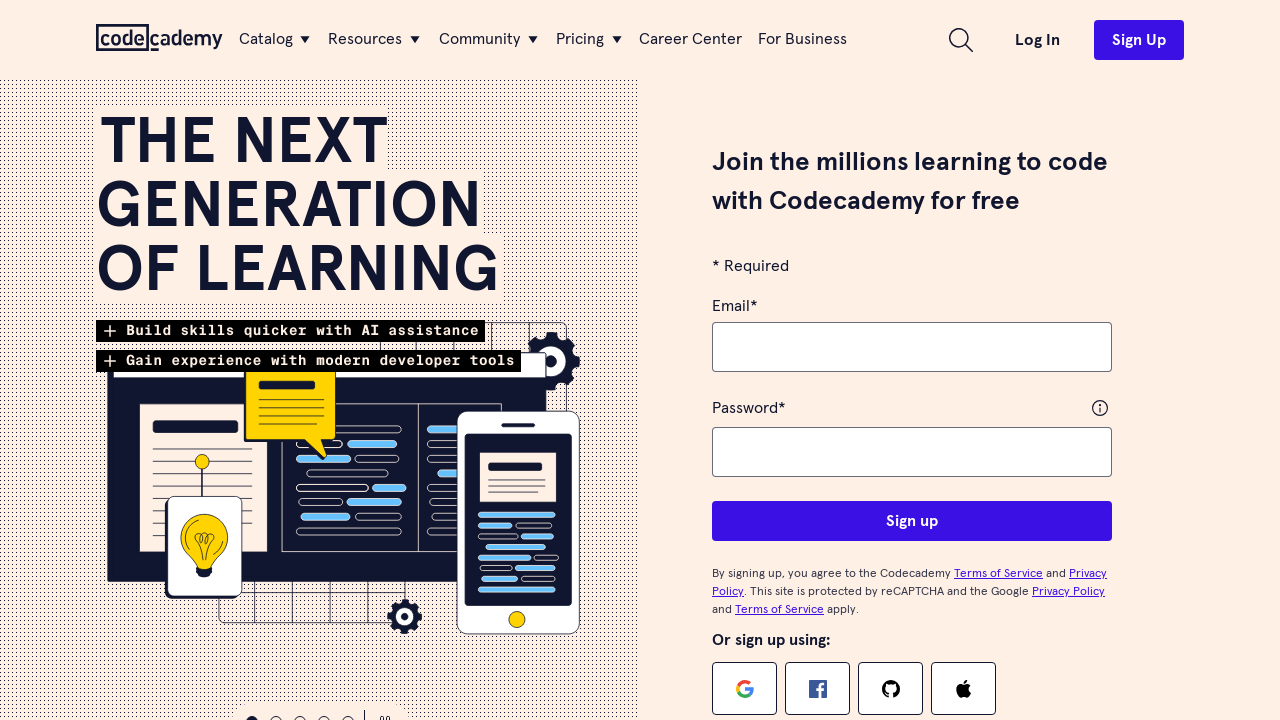 codecademy
Catalog
Resources
Community
Pricing
Career Center
For Business
Log In
Sign Up
THE NEXT
GENERATION
OF LEARNING
Build skills quicker with AI assistance
Gain experience with modern developer tools
Join the millions learning to code
with Codecademy for free
* Required
Email*
Password*
Sign up
By signing up, you agree to the Codecademy Terms of Service and Privacy
Policy. This site is protected by reCAPTCHA and the Google Privacy Policy
and Terms of Service apply.
Or sign up using: